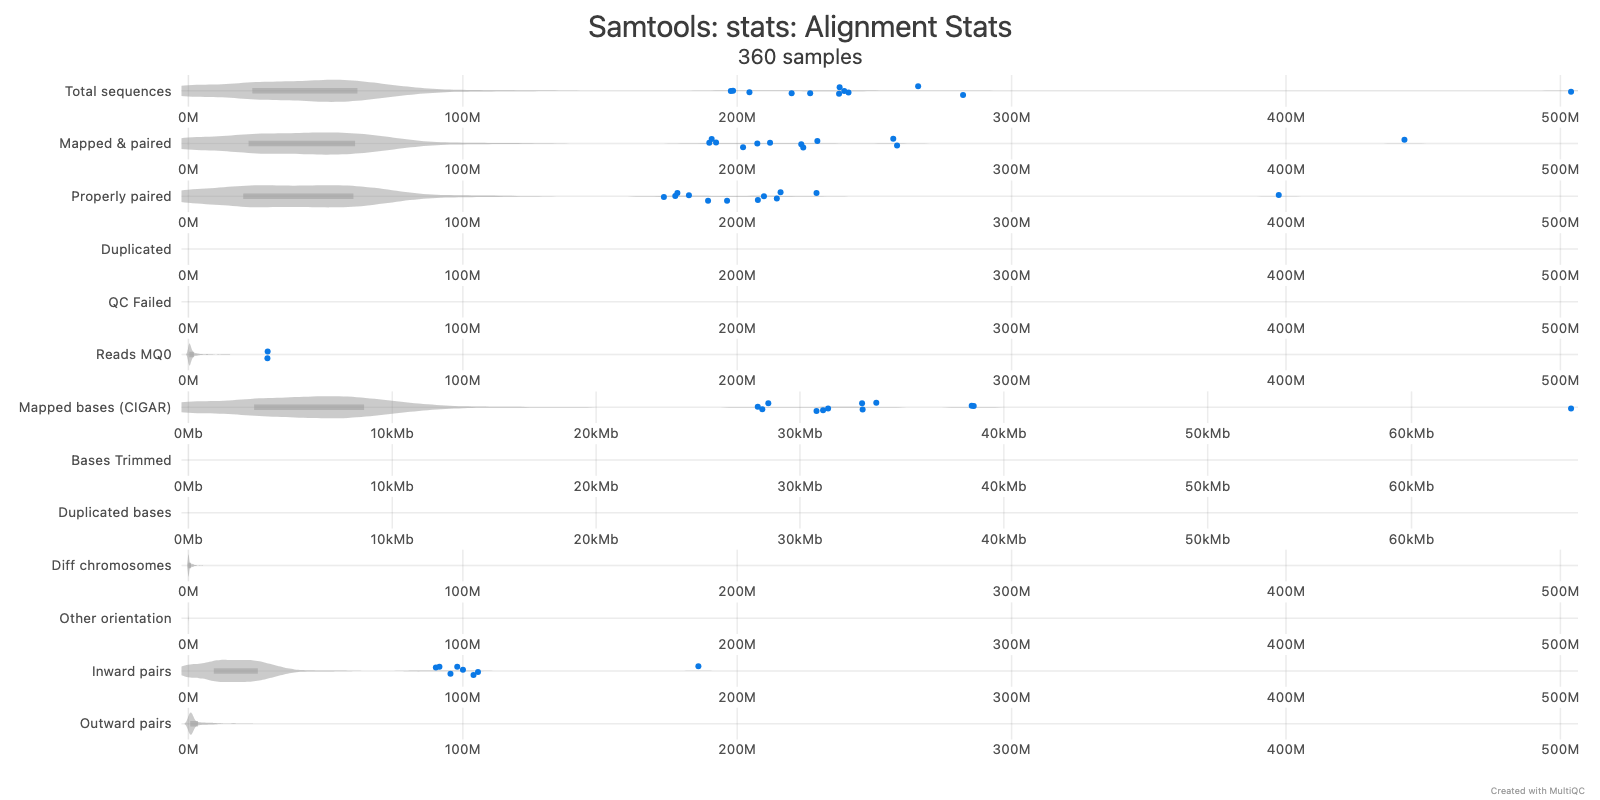 Samtools: stats: Alignment Stats
360 samples
Total sequences
0M 100M 200M 300M 400M 500M
Mapped & paired
0M 100M 200M 300M 400M 500M
Properly paired
0M 100M 200M 300M 400M 500M
Duplicated
0M 100M 200M 300M 400M 500M
QC Failed
0M 100M 200M 300M 400M 500M
Reads MQ0
0M 100M 200M 300M 400M 500M
Mapped bases (CIGAR)
0Mb 10kMb 20kMb 30kMb 40kMb 50kMb 60kMb
Bases Trimmed
0Mb 10kMb 20kMb 30kMb 40kMb 50kMb 60kMb
Duplicated bases
0Mb 10kMb 20kMb 30kMb 40kMb 50kMb 60kMb
Diff chromosomes
0M 100M 200M 300M 400M 500M
Other orientation
0M 100M 200M 300M 400M 500M
Inward pairs
0M 100M 200M 300M 400M 500M
Outward pairs
0M 100M 200M 300M 400M 500M
Created with MultiQC